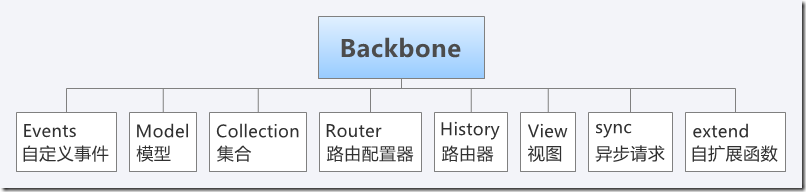 Backbone
Events
自定义事件
Model
模型
Collection
集合
Router
路由配置器
History
路由器
View
视图
sync
异步请求
extend
自扩展函数